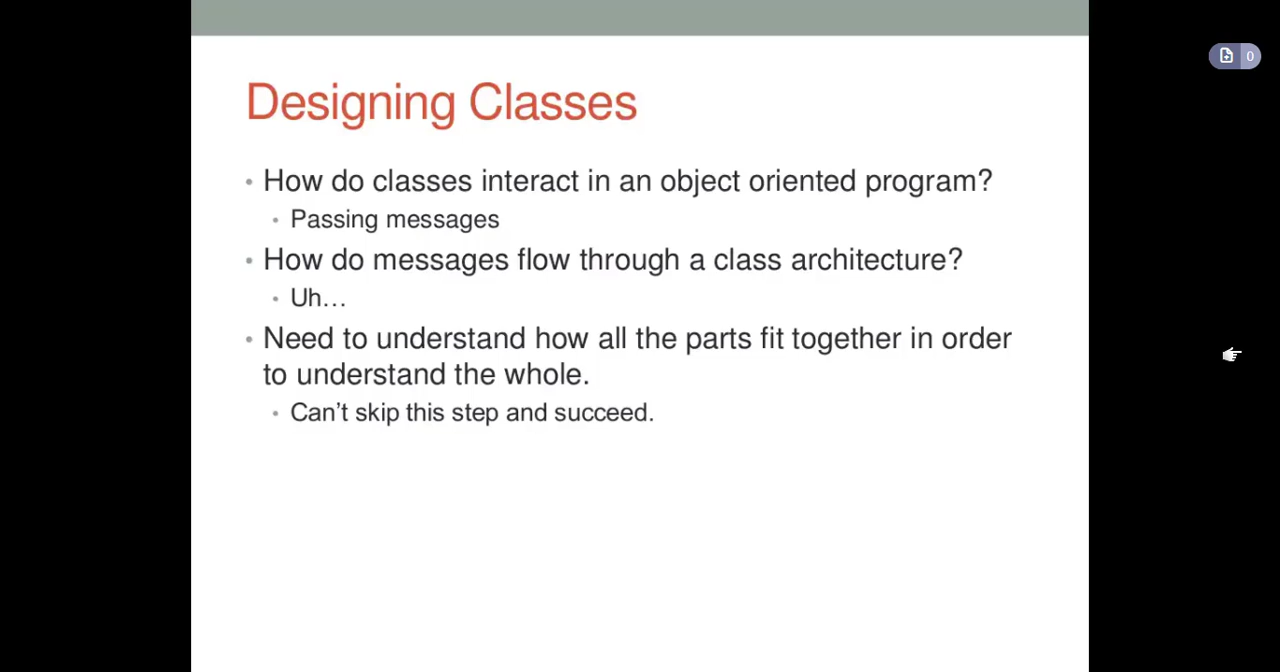 Designing Classes
• How do classes interact in an object oriented program?
• Passing messages
• How do messages flow through a class architecture?
• Uh…
• Need to understand how all the parts fit together in order
to understand the whole.
• Can’t skip this step and succeed.
0